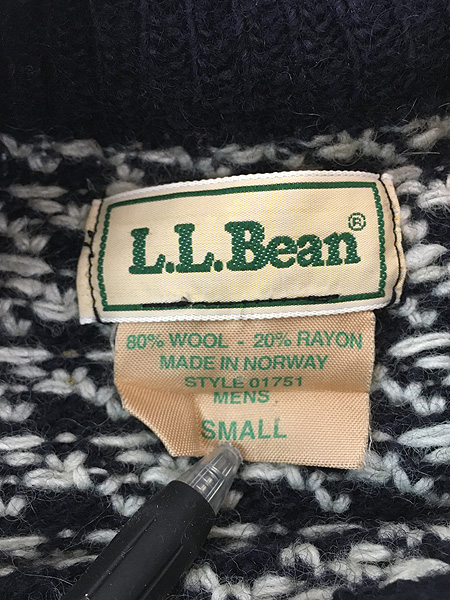 L.L.Bean®
80% WOOL - 20% RAYON
MADE IN NORWAY
STYLE 01751
MENS
SMALL